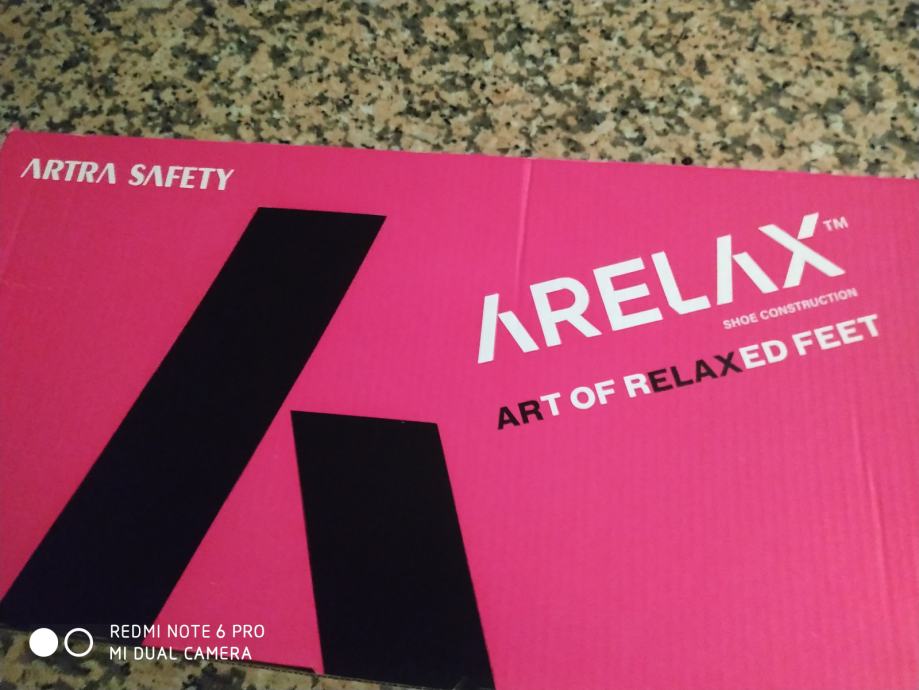 ARTRA SAFETY
ARELAX™
SHOE CONSTRUCTION
ART OF RELAXED FEET
REDMI NOTE 6 PRO
MI DUAL CAMERA